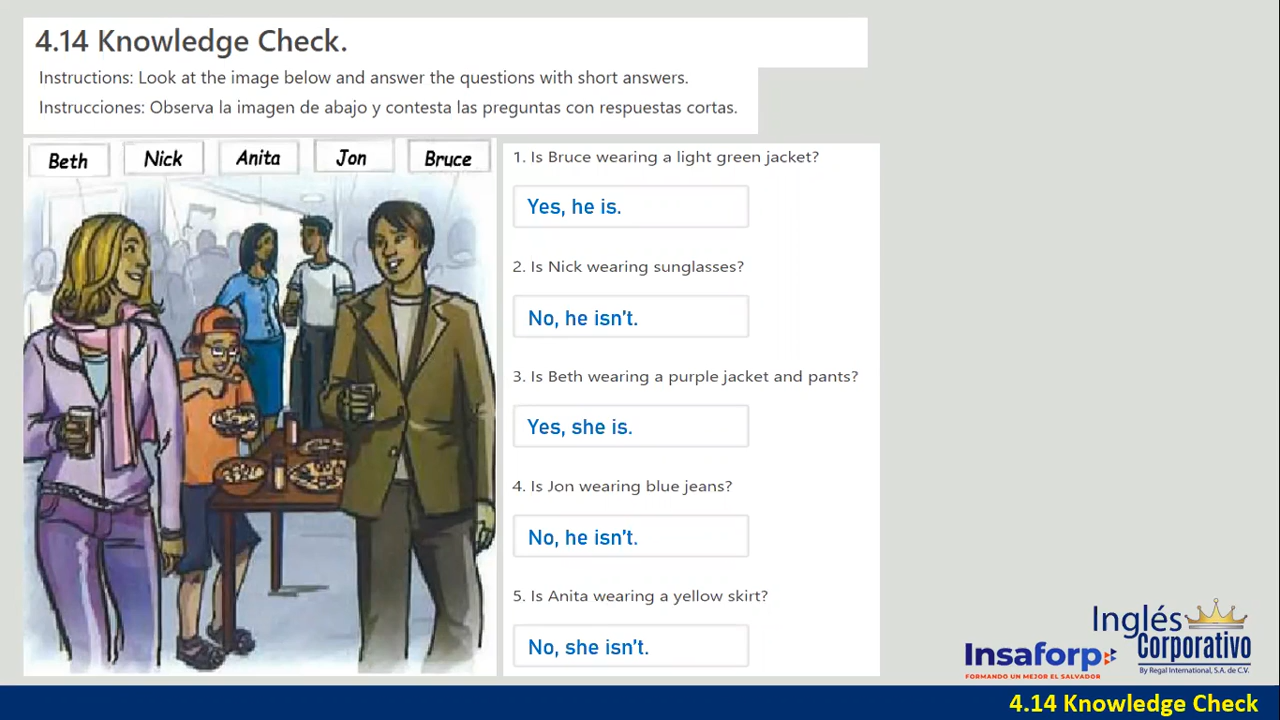 4.14 Knowledge Check.
Instructions: Look at the image below and answer the questions with short answers.
Instrucciones: Observa la imagen de abajo y contesta las preguntas con respuestas cortas.
Beth
Nick
Anita
Jon
Bruce
1. Is Bruce wearing a light green jacket?
Yes, he is.
2. Is Nick wearing sunglasses?
No, he isn’t.
3. Is Beth wearing a purple jacket and pants?
Yes, she is.
4. Is Jon wearing blue jeans?
No, he isn’t.
5. Is Anita wearing a yellow skirt?
No, she isn’t.
Insaforp
FORMANDO UN MEJOR EL SALVADOR
Inglés
Corporativo
By Regal International, S.A. de C.V.
4.14 Knowledge Check